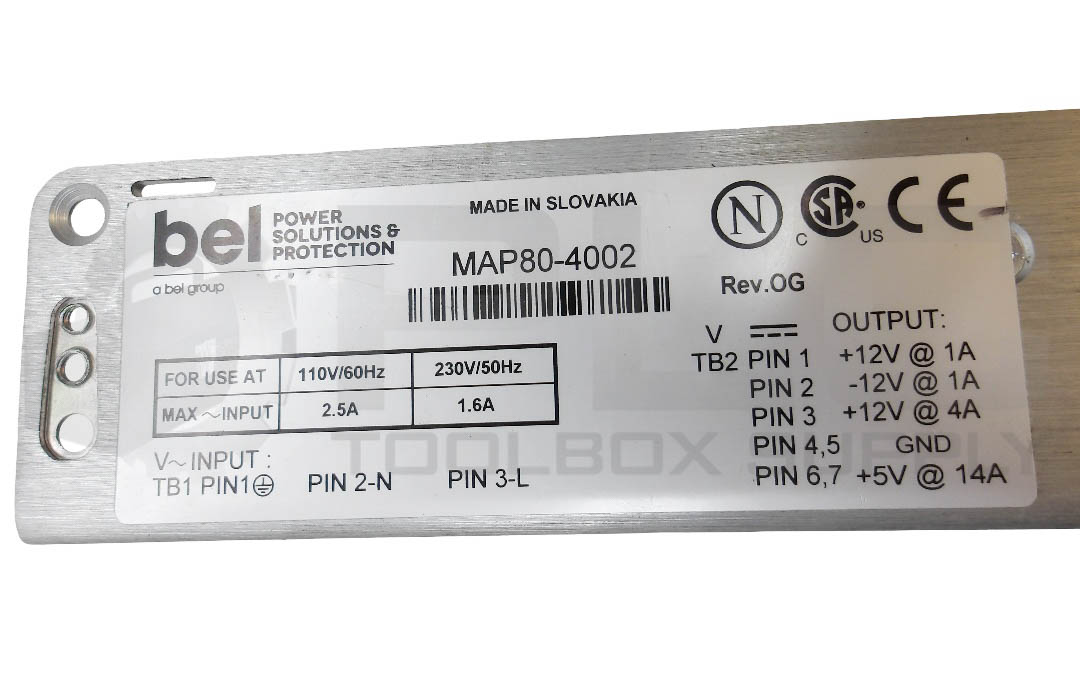 bel POWER SOLUTIONS & PROTECTION
a bel group
MADE IN SLOVAKIA
MAP80-4002
N
C SA US CE
Rev.OG
FOR USE AT 110V/60Hz 230V/50Hz
MAX ~INPUT 2.5A 1.6A
V~ INPUT :
TB1 PIN1 PIN 2-N PIN 3-L
V OUTPUT:
TB2 PIN 1 +12V @ 1A
PIN 2 -12V @ 1A
PIN 3 +12V @ 4A
PIN 4,5 GND
PIN 6,7 +5V @ 14A
TOOLBOX SUPPLY